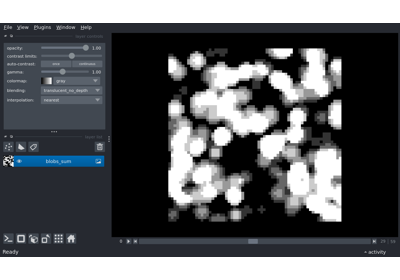 File View Plugins Window Help
opacity: 1.00
contrast limits:
auto-contrast: once continuous
gamma: 1.00
colormap: gray
blending: translucent_no_depth
interpolation: nearest
blobs_sum
Ready
activity